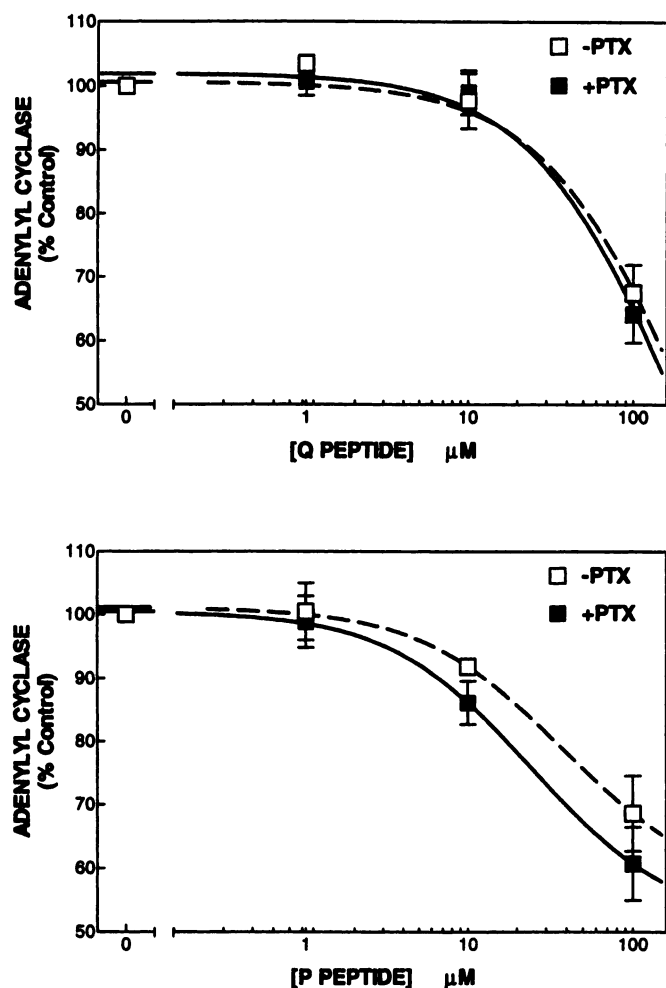 110
100
90
80
70
60
50
ADENYLYL CYCLASE
(% Control)
-PTX
+PTX
0
1
10
100
[Q PEPTIDE] μM
110
100
90
80
70
60
50
ADENYLYL CYCLASE
(% Control)
-PTX
+PTX
0
1
10
100
[P PEPTIDE] μM